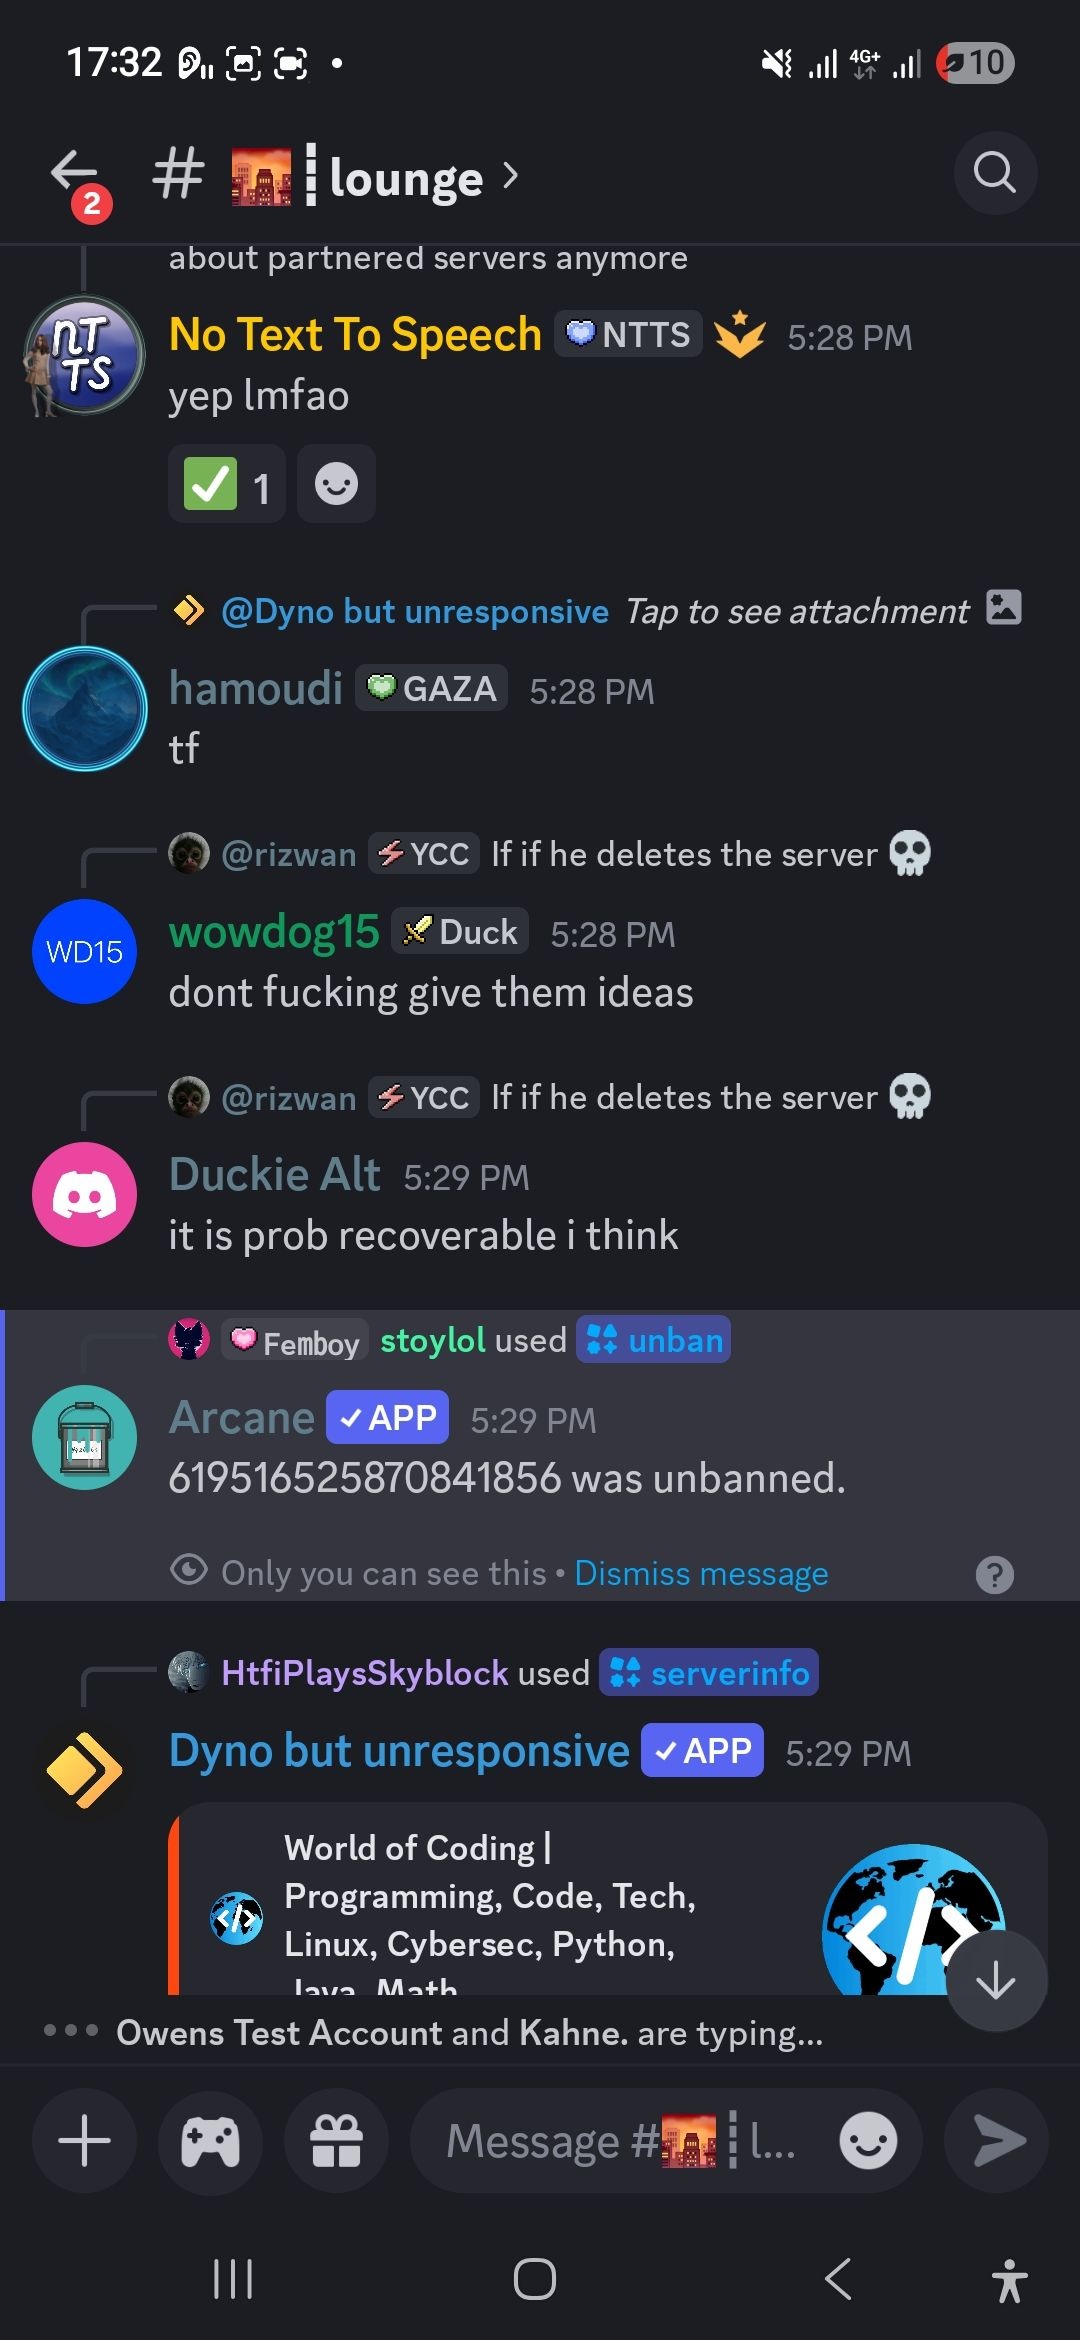 17:32
4G+
10
2
# lounge
about partnered servers anymore
No Text To Speech NTTS 5:28 PM
yep lmfao
1
@Dyno but unresponsive Tap to see attachment
hamoudi GAZA 5:28 PM
tf
@rizwan YCC If if he deletes the server
wowdog15 Duck 5:28 PM
WD15
dont fucking give them ideas
@rizwan YCC If if he deletes the server
Duckie Alt 5:29 PM
it is prob recoverable i think
Femboy stoylol used unban
Arcane APP 5:29 PM
619516525870841856 was unbanned.
Only you can see this • Dismiss message
HtfiPlaysSkyblock used serverinfo
Dyno but unresponsive APP 5:29 PM
World of Coding |
Programming, Code, Tech,
Linux, Cybersec, Python,
Java, Math
Owens Test Account and Kahne. are typing...
Message # l...